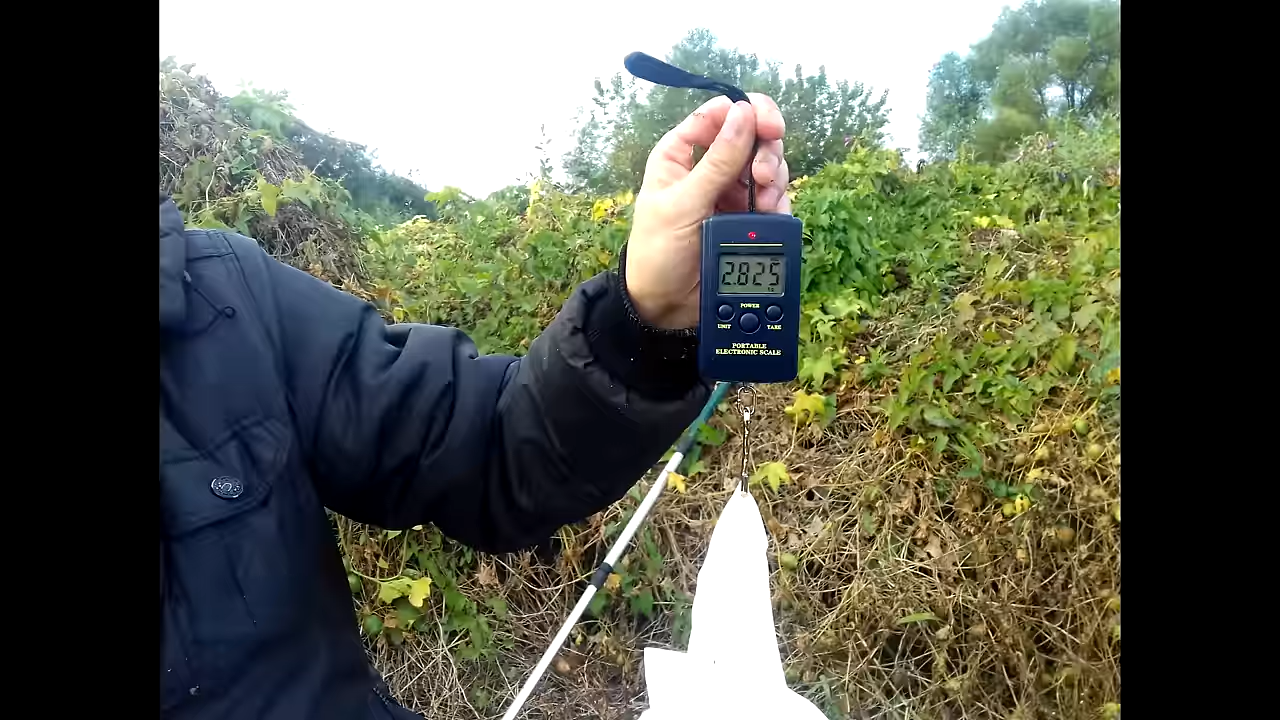 2.825
POWER
UNIT TARE
PORTABLE
ELECTRONIC SCALE